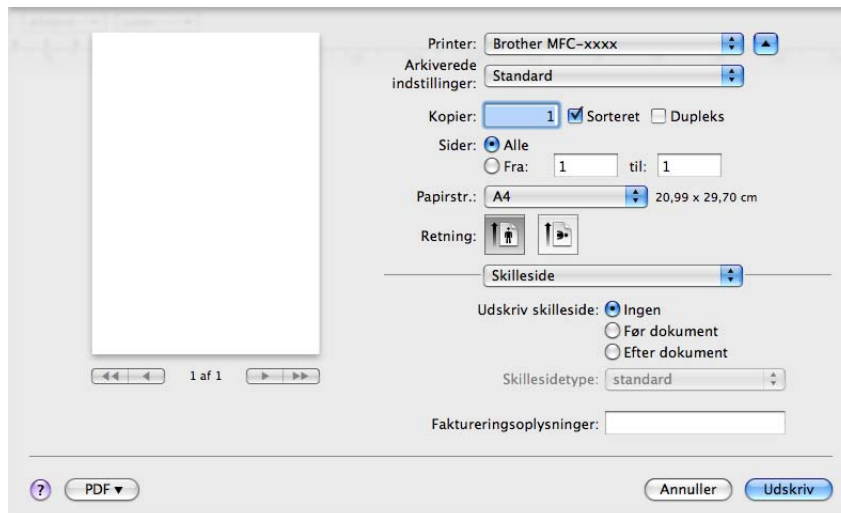 Printer: Brother MFC-xxxx
Arkiverede
indstillinger: Standard
Kopier: 1 Sorteret Dupleks
Sider: Alle
Fra: 1 til: 1
Papirstr.: A4 20,99 x 29,70 cm
Retning:
Skilleside
Udskriv skilleside: Ingen
Før dokument
Efter dokument
1 af 1
Skillesidetype: standard
Faktureringsoplysninger:
? PDF Annuller Udskriv